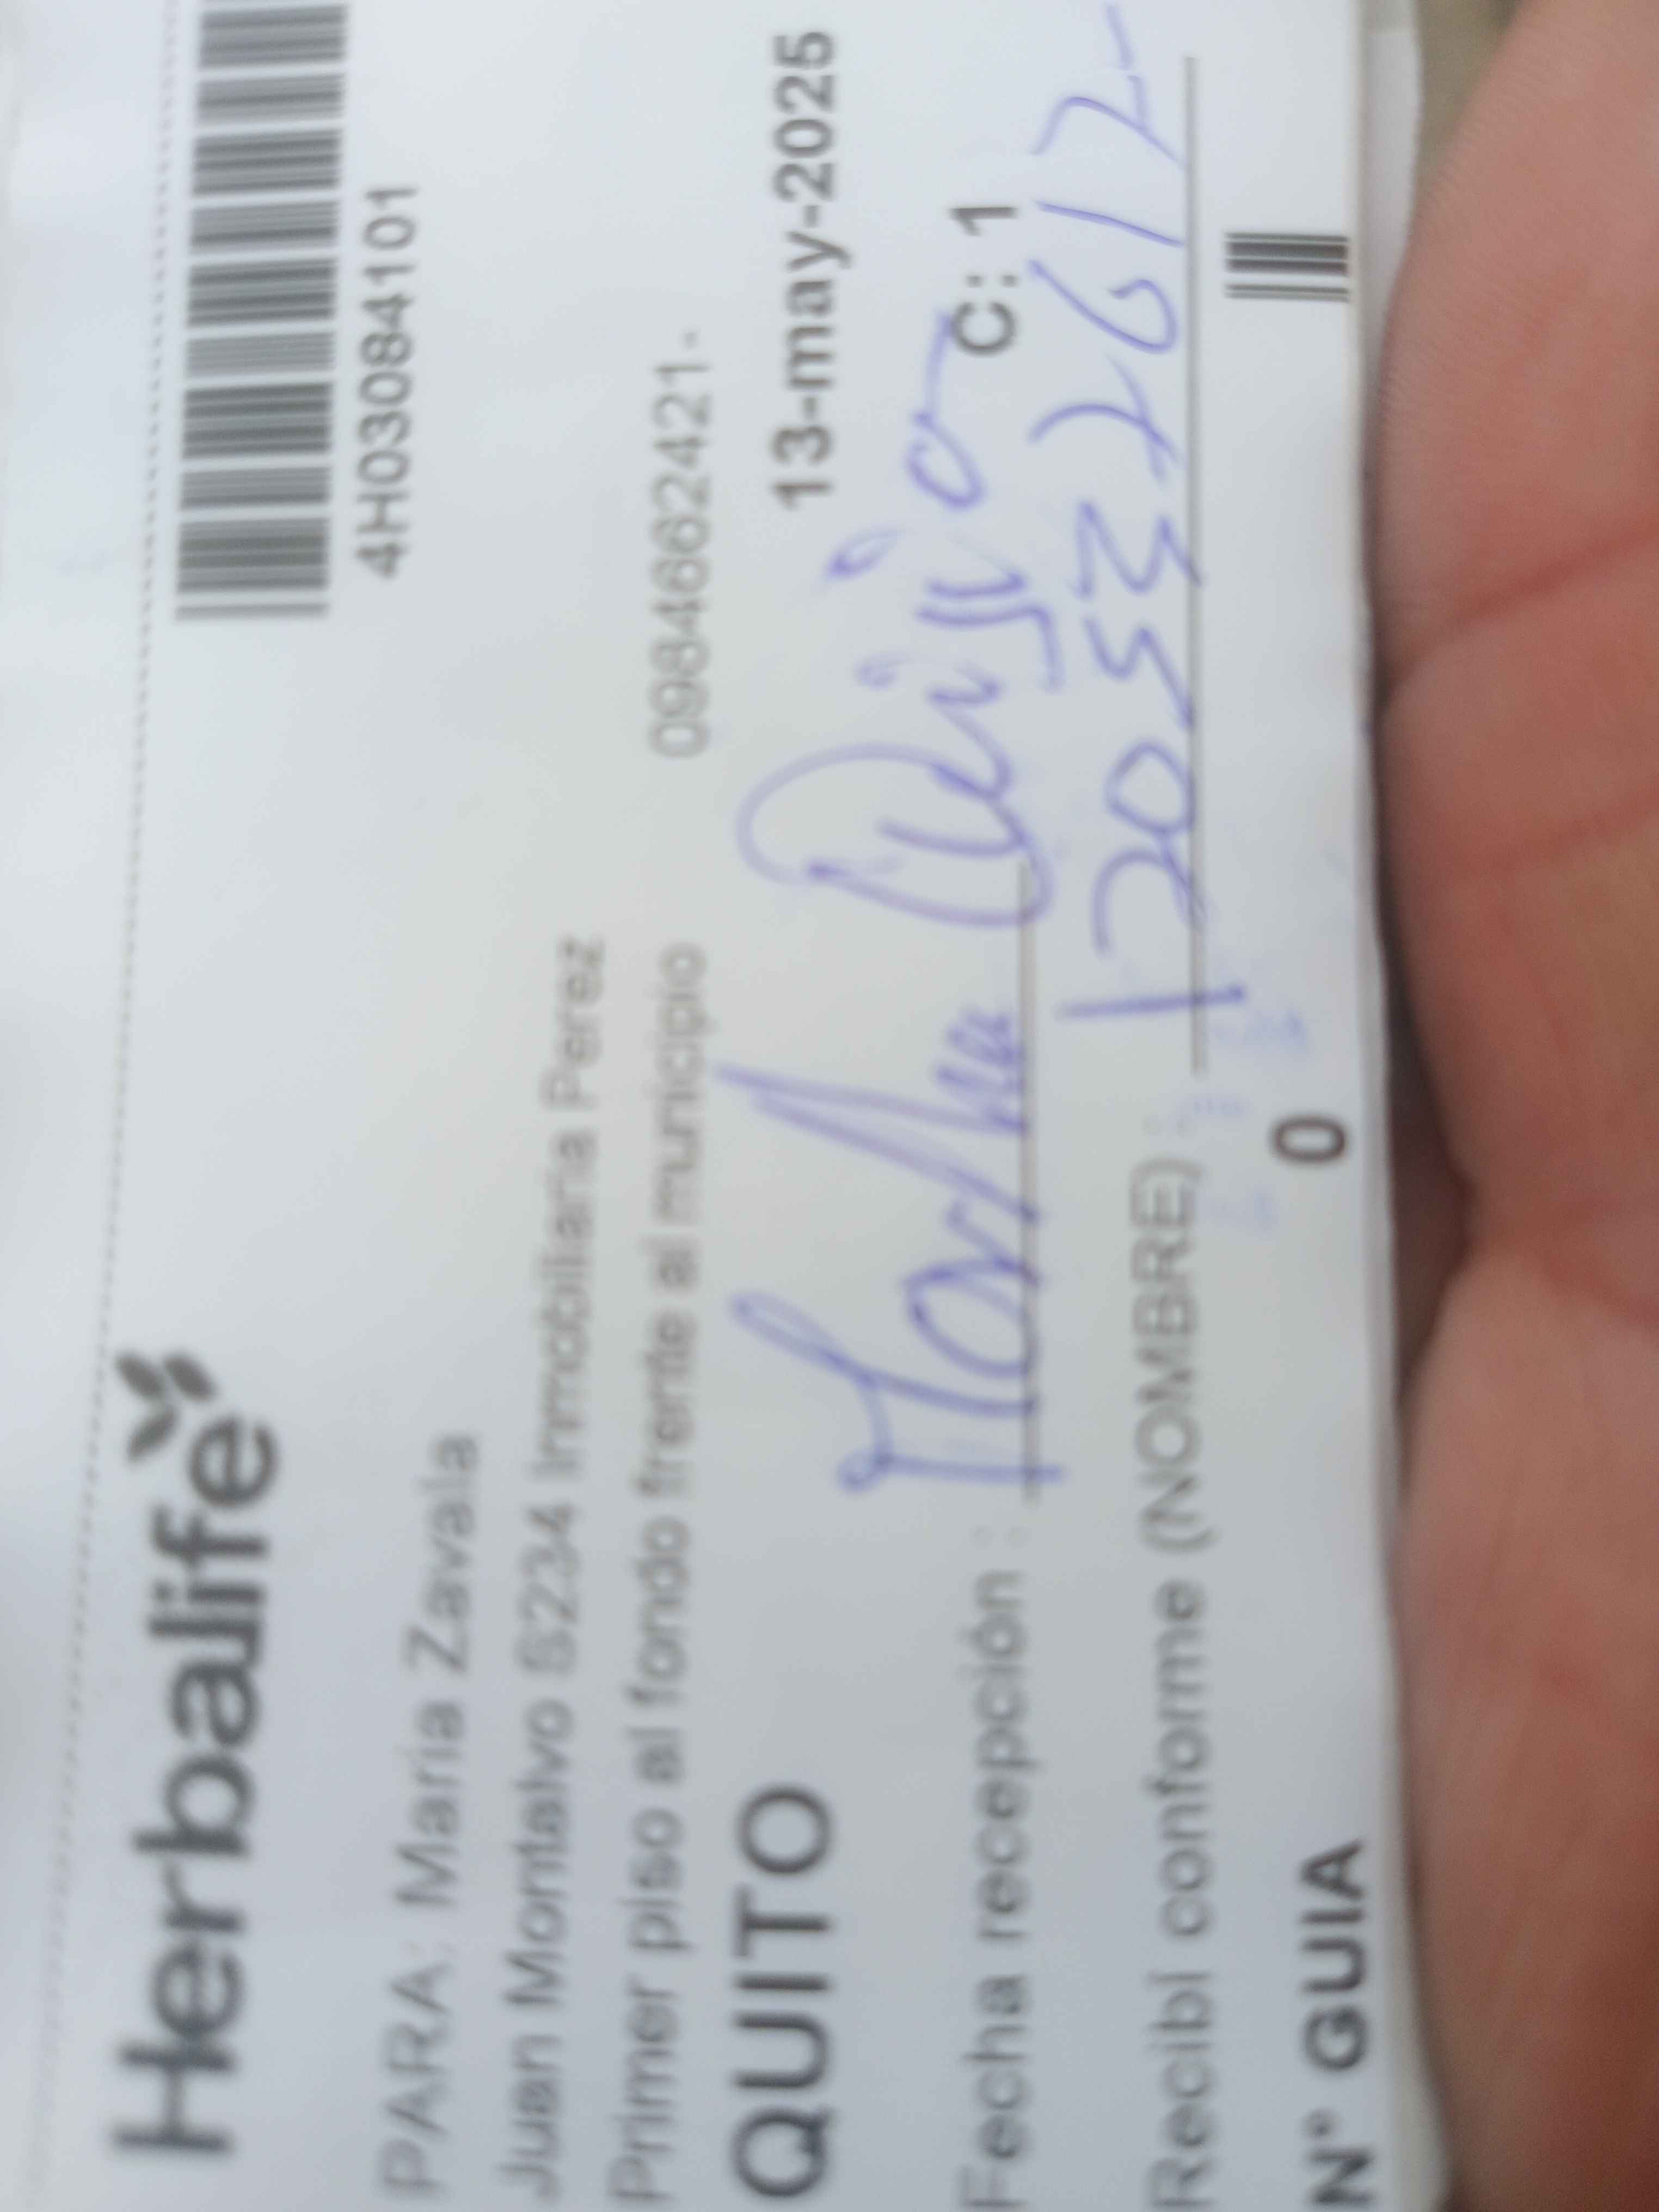 Herbalife
4H03084101
PARA: María Zavala
Juan Montalvo S234 Inmobiliaria Perez
Primer piso al fondo frente al municipio 0984662421-
QUITO 13-may-2025
Fecha recepción : C: 1
Recibí conforme (NOMBRE) :
N° GUIA 0